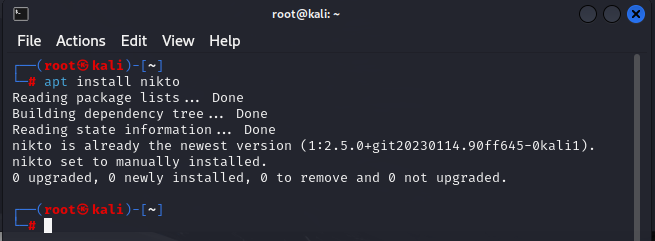 root@kali: ~
File Actions Edit View Help
┌──(root㉿kali)-[~]
└─# apt install nikto
Reading package lists... Done
Building dependency tree... Done
Reading state information... Done
nikto is already the newest version (1:2.5.0+git20230114.90ff645-0kali1).
nikto set to manually installed.
0 upgraded, 0 newly installed, 0 to remove and 0 not upgraded.
┌──(root㉿kali)-[~]
└─#